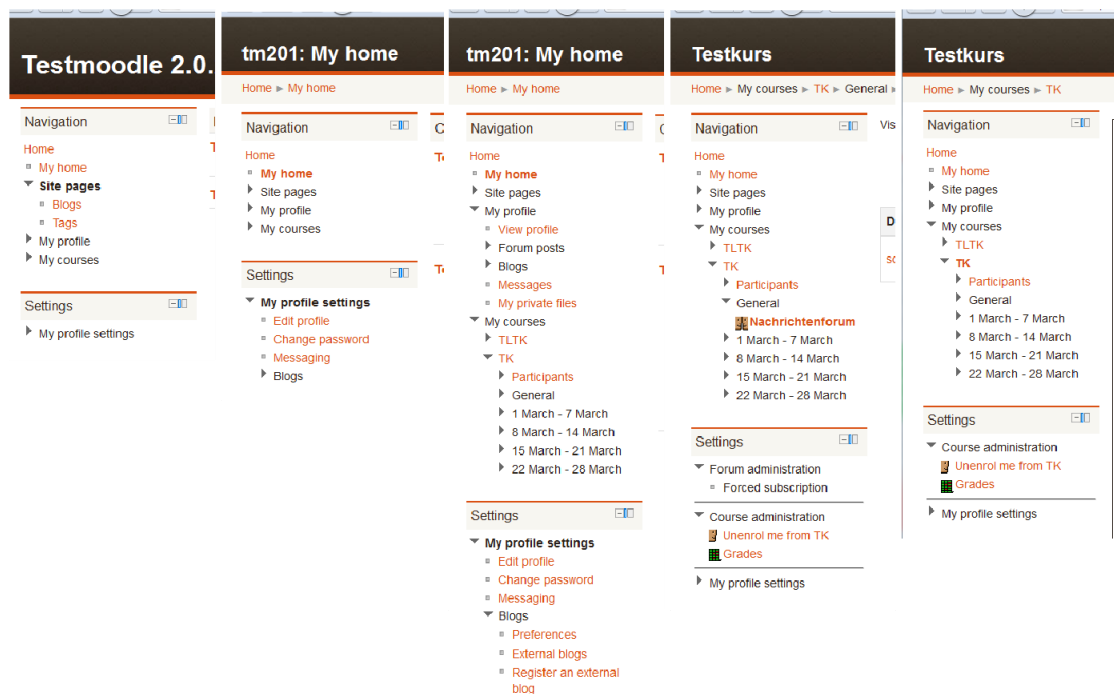 Testmoodle 2.0.
Navigation
Home
My home
Site pages
Blogs
Tags
My profile
My courses
Settings
My profile settings
tm201: My home
Home ► My home
Navigation
Home
My home
Site pages
My profile
My courses
Settings
My profile settings
Edit profile
Change password
Messaging
Blogs
tm201: My home
Home ► My home
Navigation
Home
My home
Site pages
My profile
View profile
Forum posts
Blogs
Messages
My private files
My courses
TLTK
TK
Participants
General
1 March - 7 March
8 March - 14 March
15 March - 21 March
22 March - 28 March
Settings
My profile settings
Edit profile
Change password
Messaging
Blogs
Preferences
External blogs
Register an external
blog
Testkurs
Home ► My courses ► TK ► General ►
Vis
Navigation
Home
My home
Site pages
My profile
My courses
TLTK
TK
Participants
General
Nachrichtenforum
1 March - 7 March
8 March - 14 March
15 March - 21 March
22 March - 28 March
D
Settings
Forum administration
Forced subscription
Course administration
Unenrol me from TK
Grades
My profile settings
Testkurs
Home ► My courses ► TK
Navigation
Home
My home
Site pages
My profile
My courses
TLTK
TK
Participants
General
1 March - 7 March
8 March - 14 March
15 March - 21 March
22 March - 28 March
Settings
Course administration
Unenrol me from TK
Grades
My profile settings